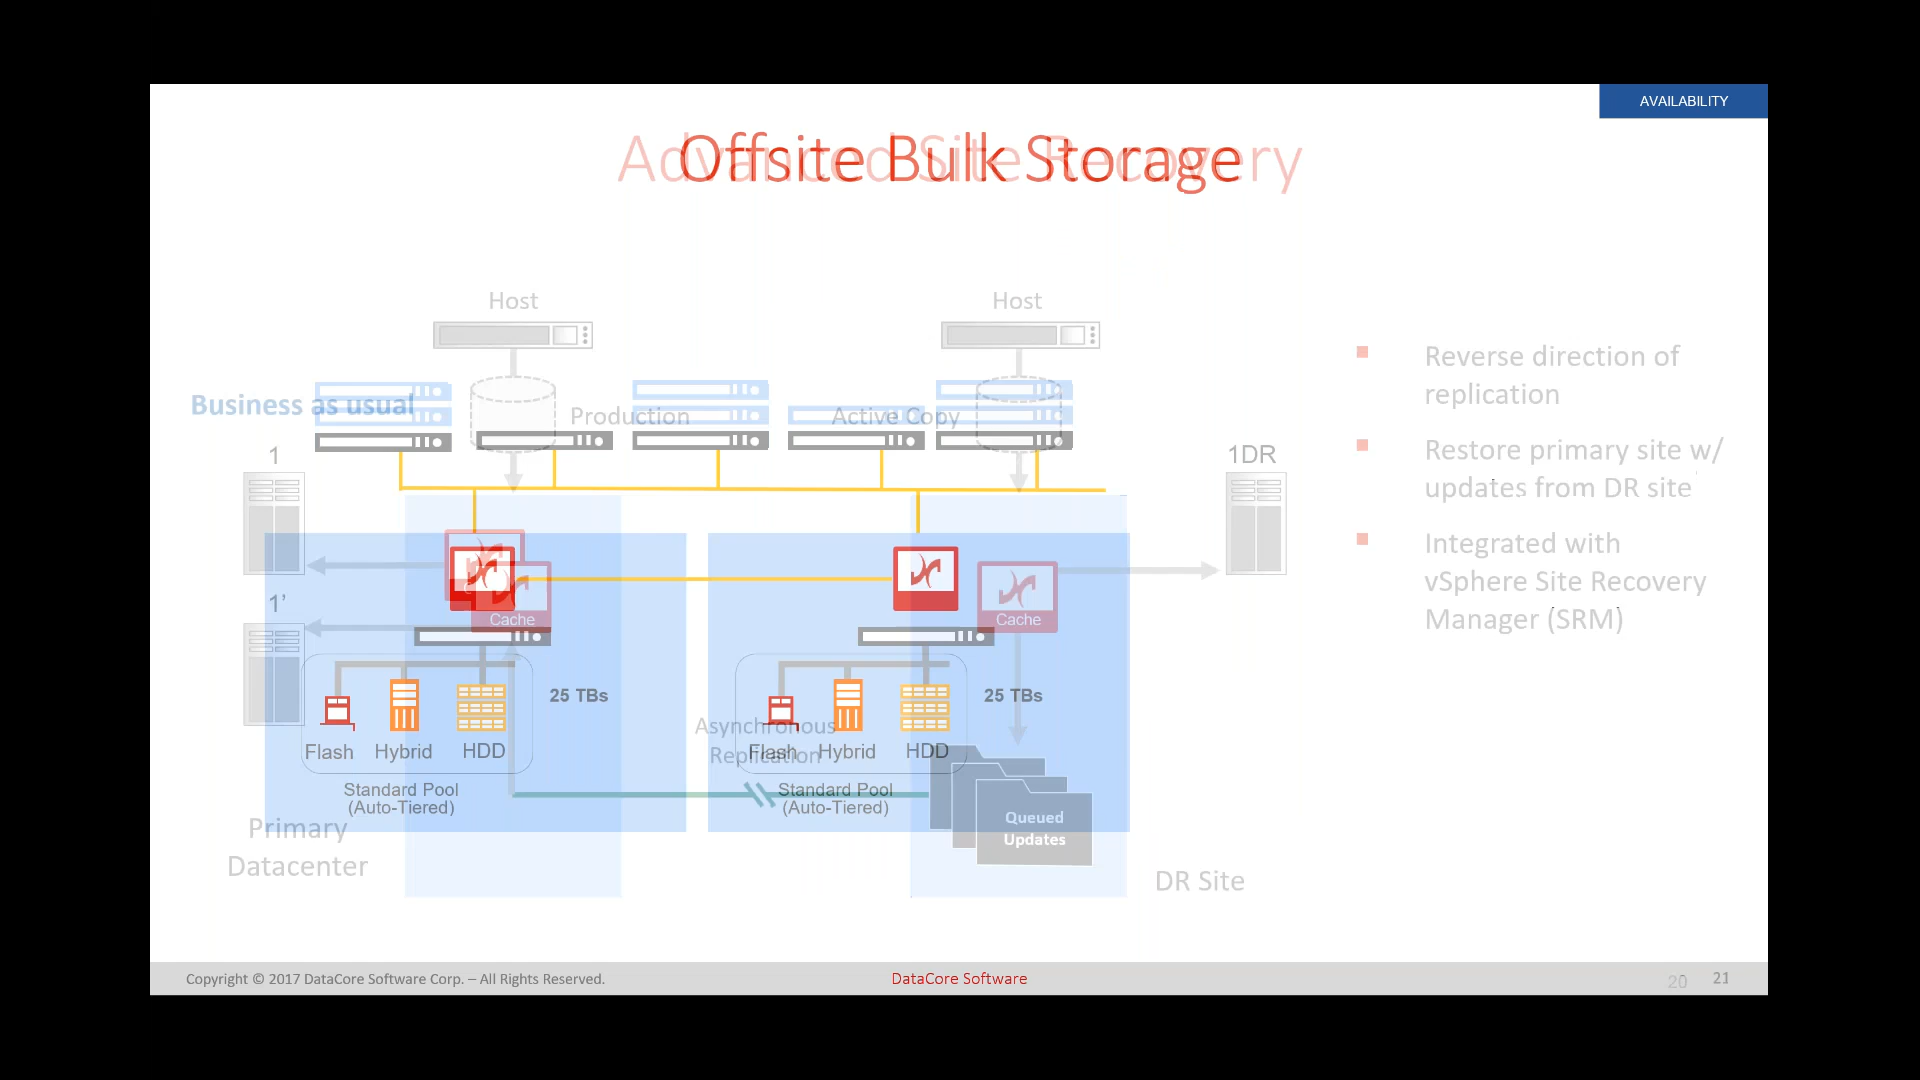 AVAILABILITY
Advanced Site Recovery
Offsite Bulk Storage
Host
Host
Business as usual
Production
Active Copy
1
1DR
1’
Cache
Cache
25 TBs
25 TBs
Asynchronous
Replication
Flash
Hybrid
HDD
Flash
Hybrid
HDD
Standard Pool
(Auto-Tiered)
Standard Pool
(Auto-Tiered)
Queued
Updates
Primary
Datacenter
DR Site
Reverse direction of
replication
Restore primary site w/
updates from DR site
Integrated with
vSphere Site Recovery
Manager (SRM)
Copyright © 2017 DataCore Software Corp. – All Rights Reserved.
DataCore Software
20
21